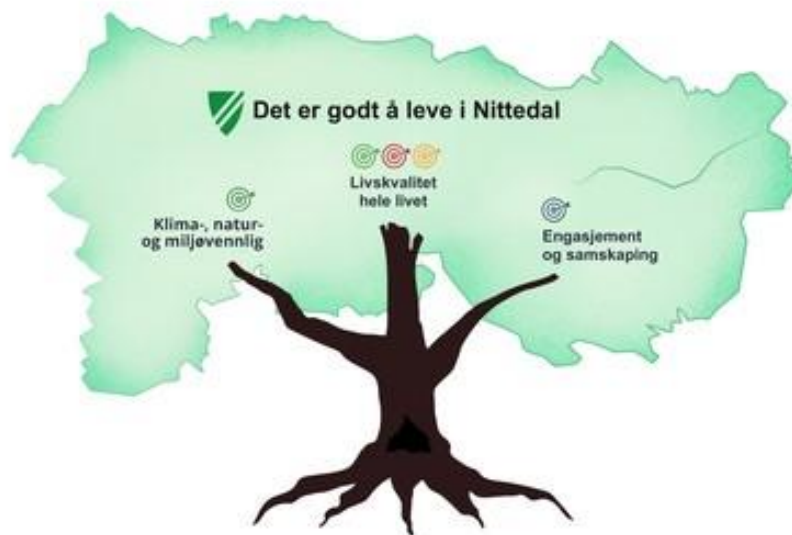 Det er godt å leve i Nittedal
Livskvalitet
hele livet
Klima-, natur-
og miljøvennlig
Engasjement
og samskaping